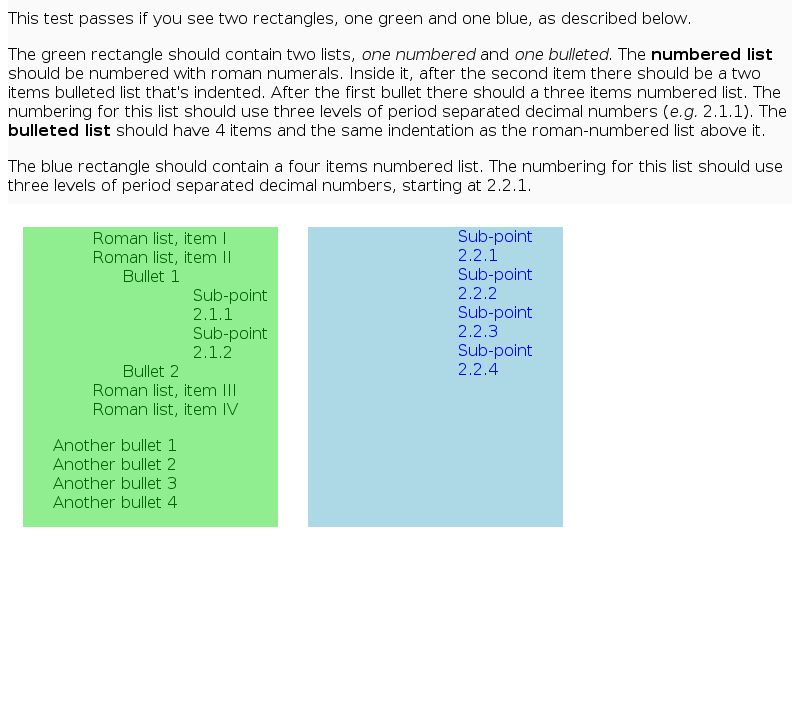 This test passes if you see two rectangles, one green and one blue, as described below.
The green rectangle should contain two lists, one numbered and one bulleted. The numbered list
should be numbered with roman numerals. Inside it, after the second item there should be a two
items bulleted list that's indented. After the first bullet there should a three items numbered list. The
numbering for this list should use three levels of period separated decimal numbers (e.g. 2.1.1). The
bulleted list should have 4 items and the same indentation as the roman-numbered list above it.
The blue rectangle should contain a four items numbered list. The numbering for this list should use
three levels of period separated decimal numbers, starting at 2.2.1.
Roman list, item I
Roman list, item II
Bullet 1
Sub-point
2.1.1
Sub-point
2.1.2
Bullet 2
Roman list, item III
Roman list, item IV
Another bullet 1
Another bullet 2
Another bullet 3
Another bullet 4
Sub-point
2.2.1
Sub-point
2.2.2
Sub-point
2.2.3
Sub-point
2.2.4